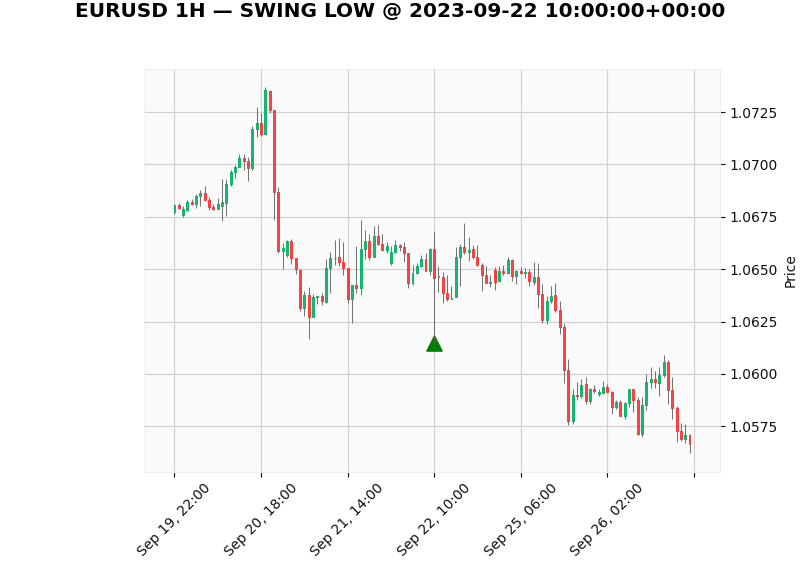 EURUSD 1H — SWING LOW @ 2023-09-22 10:00:00+00:00
1.0725
1.0700
1.0675
1.0650
1.0625
1.0600
1.0575
Price
Sep 19, 22:00
Sep 20, 18:00
Sep 21, 14:00
Sep 22, 10:00
Sep 25, 06:00
Sep 26, 02:00